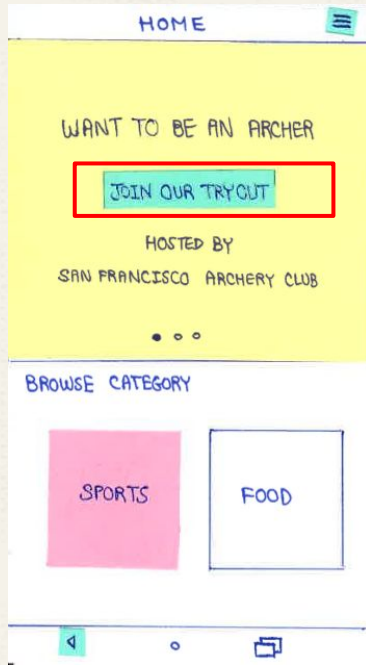 HOME
WANT TO BE AN ARCHER
JOIN OUR TRYOUT
HOSTED BY
SAN FRANCISCO ARCHERY CLUB
BROWSE CATEGORY
SPORTS
FOOD